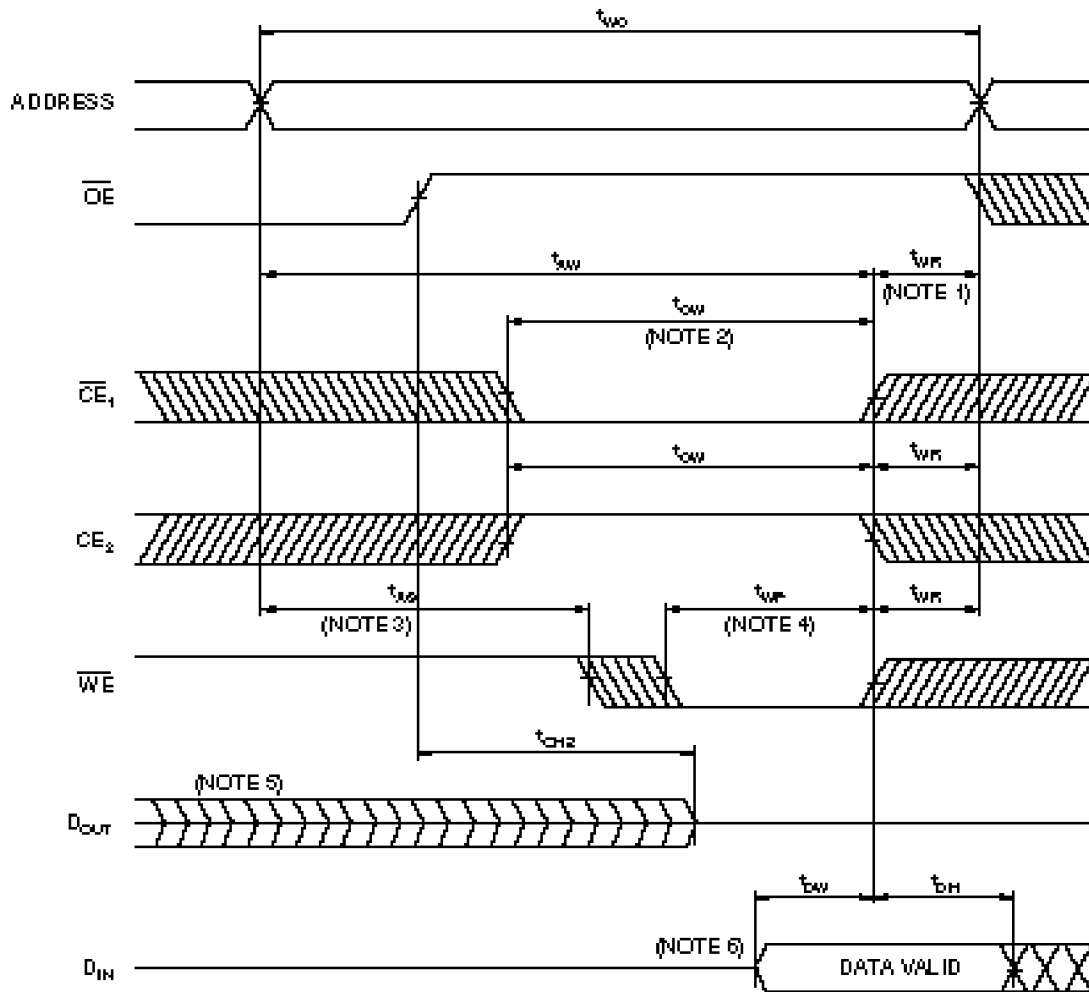 tWC
ADDRESS
OE
tAW
tWR
(NOTE 1)
tCW
(NOTE 2)
CE1
tCW
tWR
CE2
tAS
(NOTE 3)
tWP
(NOTE 4)
tWR
WE
tOHZ
(NOTE 5)
DOUT
tDW
tDH
(NOTE 6)
DIN
DATA VALID